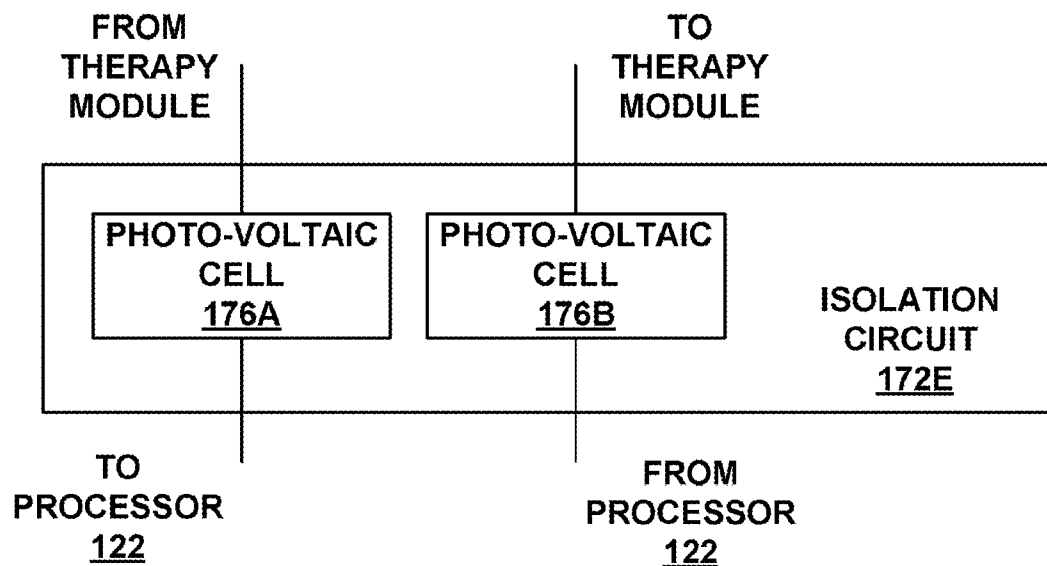 FROM
THERAPY
MODULE
TO
THERAPY
MODULE
PHOTO-VOLTAIC
CELL
176A
PHOTO-VOLTAIC
CELL
176B
ISOLATION
CIRCUIT
172E
TO
PROCESSOR
122
FROM
PROCESSOR
122